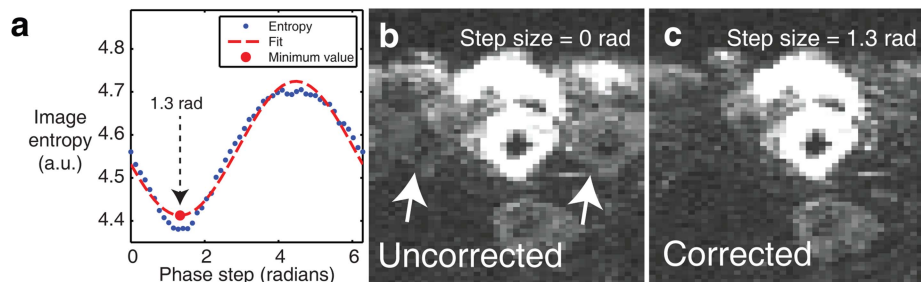 a
Image
entropy
(a.u.)
4.8
4.7
4.6
4.5
4.4
0
2
4
6
Phase step (radians)
Entropy
Fit
Minimum value
1.3 rad
b
Step size = 0 rad
Uncorrected
c
Step size = 1.3 rad
Corrected